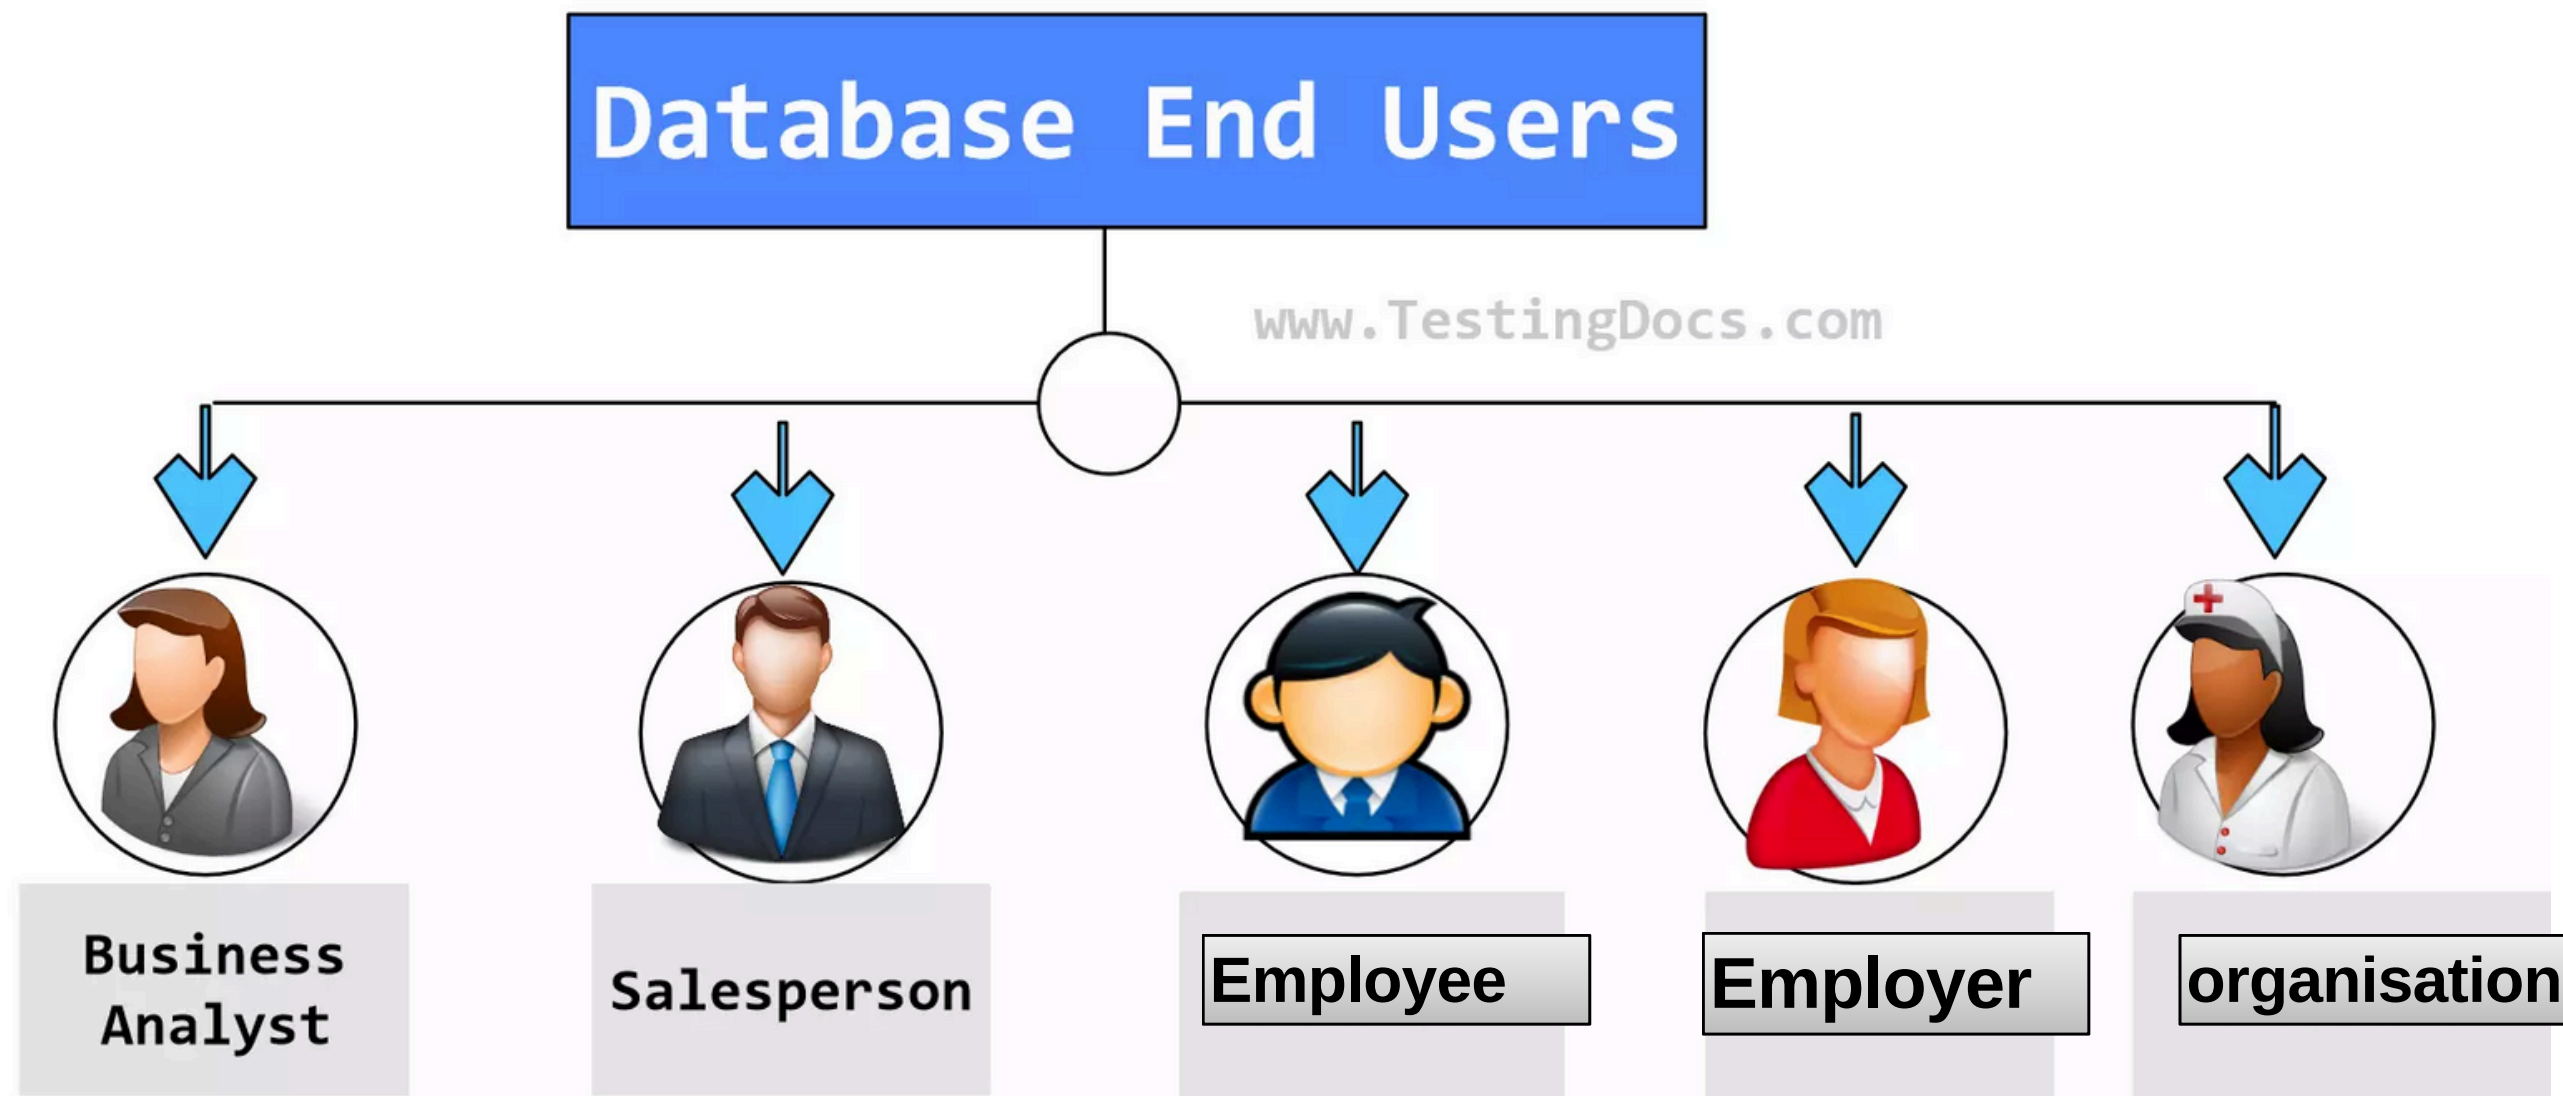 Database End Users
www.TestingDocs.com
Business
Analyst
Salesperson
Employee
Employer
organisation